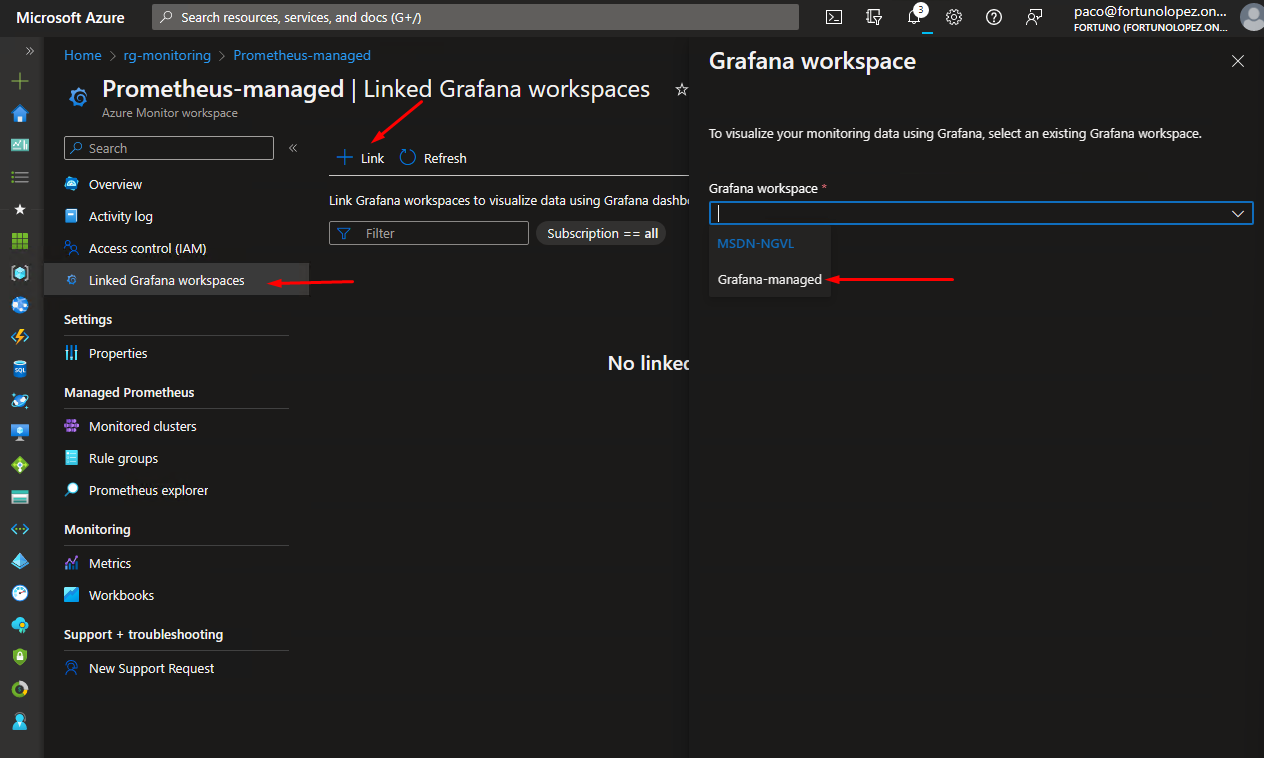 Microsoft Azure
Search resources, services, and docs (G+/)
3
paco@fortunolopez.on...
FORTUNO (FORTUNOLOPEZ.ON...
Home > rg-monitoring > Prometheus-managed
Prometheus-managed | Linked Grafana workspaces
Azure Monitor workspace
Search
Overview
Activity log
Access control (IAM)
Linked Grafana workspaces
Settings
Properties
Managed Prometheus
Monitored clusters
Rule groups
Prometheus explorer
Monitoring
Metrics
Workbooks
Support + troubleshooting
New Support Request
Link Refresh
Link Grafana workspaces to visualize data using Grafana dashb
Filter
Subscription == all
No linked
Grafana workspace
To visualize your monitoring data using Grafana, select an existing Grafana workspace.
Grafana workspace *
MSDN-NGVL
Grafana-managed
SQL